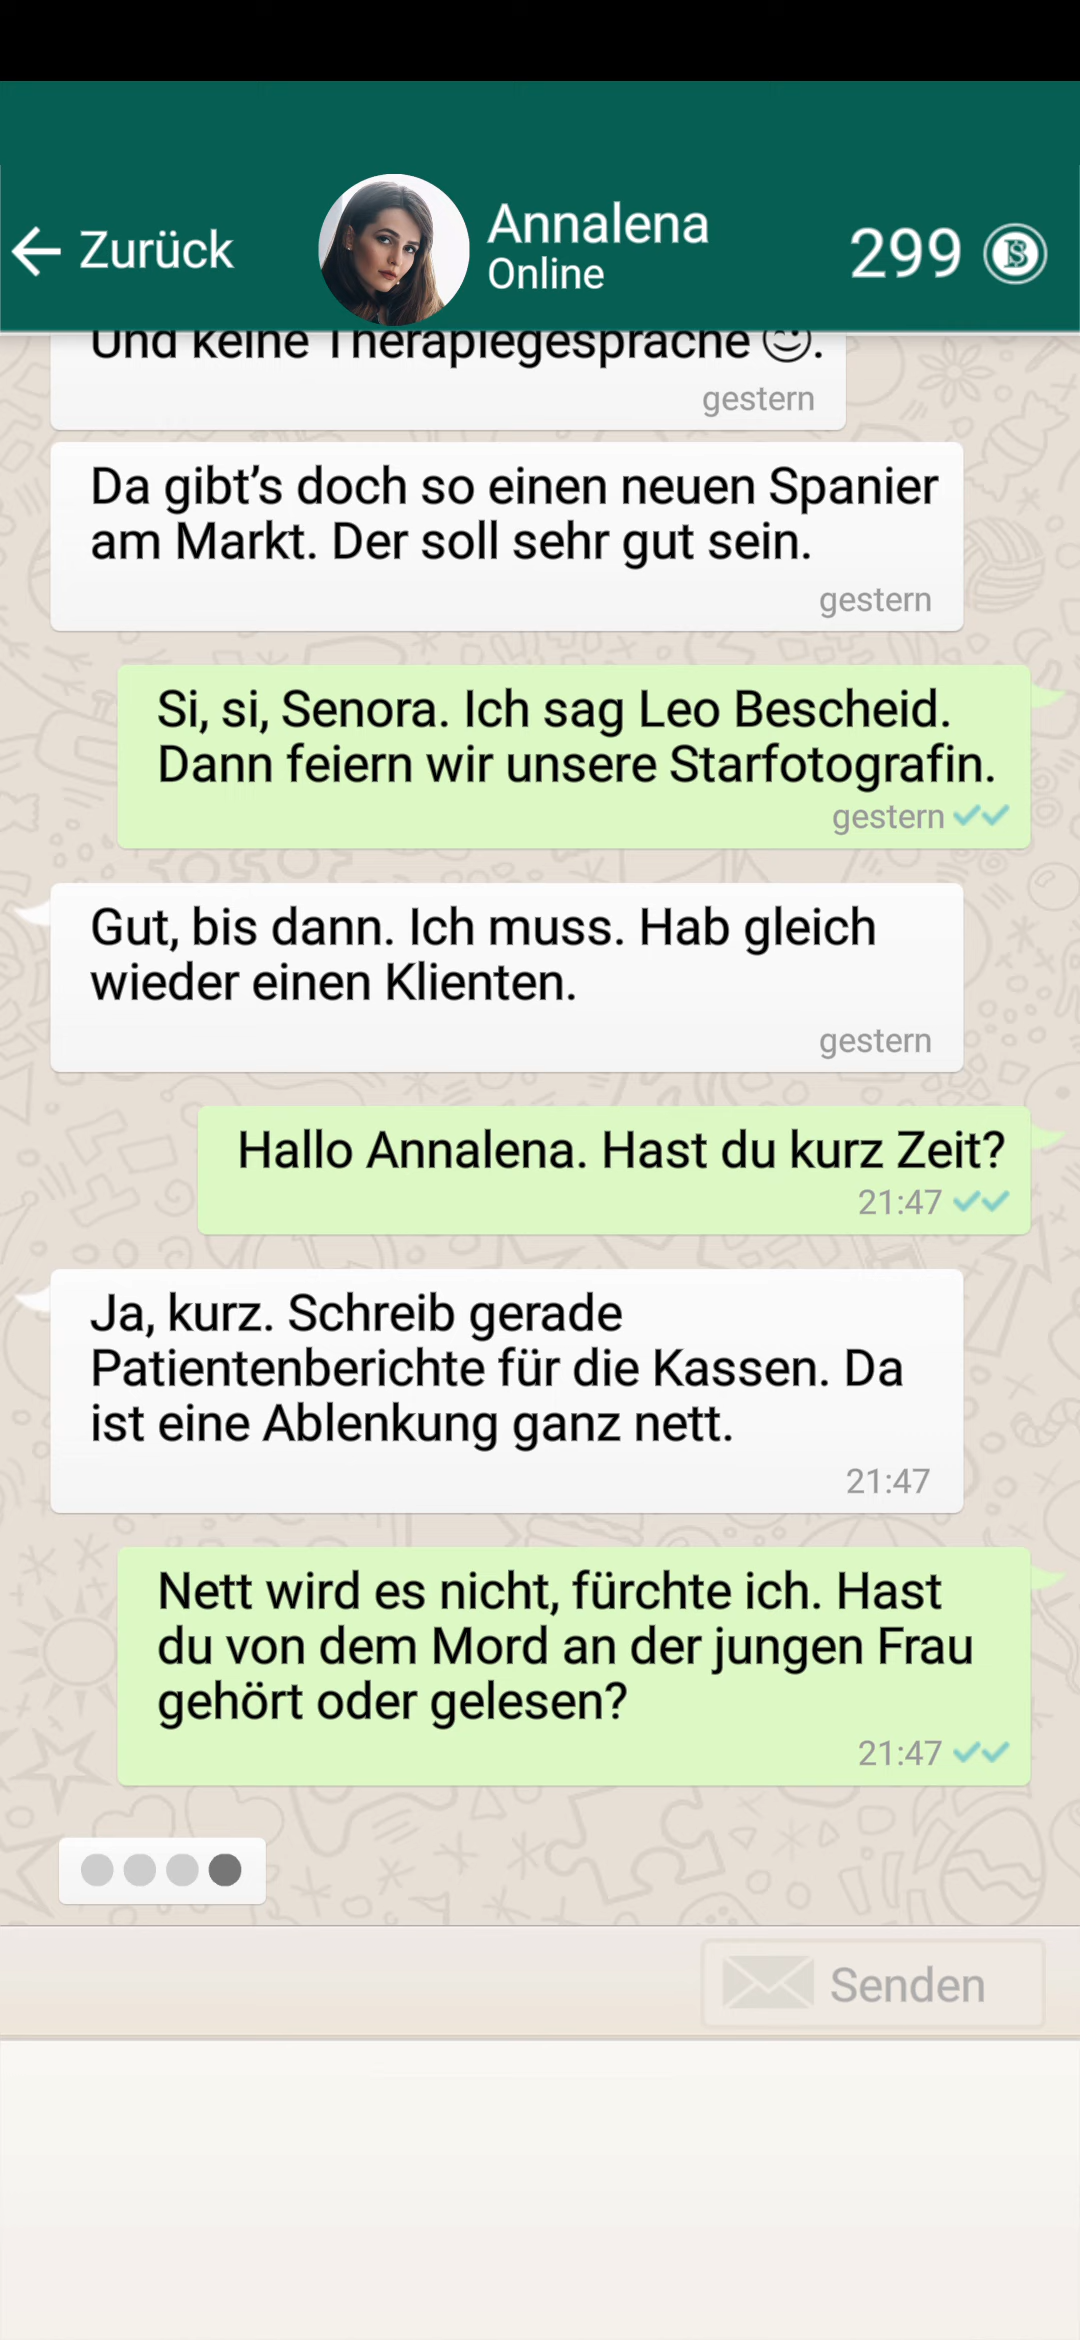 ← Zurück
Annalena
Online
299
Und keine Therapiegespräche 😊.
gestern
Da gibt’s doch so einen neuen Spanier
am Markt. Der soll sehr gut sein.
gestern
Si, si, Senora. Ich sag Leo Bescheid.
Dann feiern wir unsere Starfotografin.
gestern
Gut, bis dann. Ich muss. Hab gleich
wieder einen Klienten.
gestern
Hallo Annalena. Hast du kurz Zeit?
21:47
Ja, kurz. Schreib gerade
Patientenberichte für die Kassen. Da
ist eine Ablenkung ganz nett.
21:47
Nett wird es nicht, fürchte ich. Hast
du von dem Mord an der jungen Frau
gehört oder gelesen?
21:47
Senden